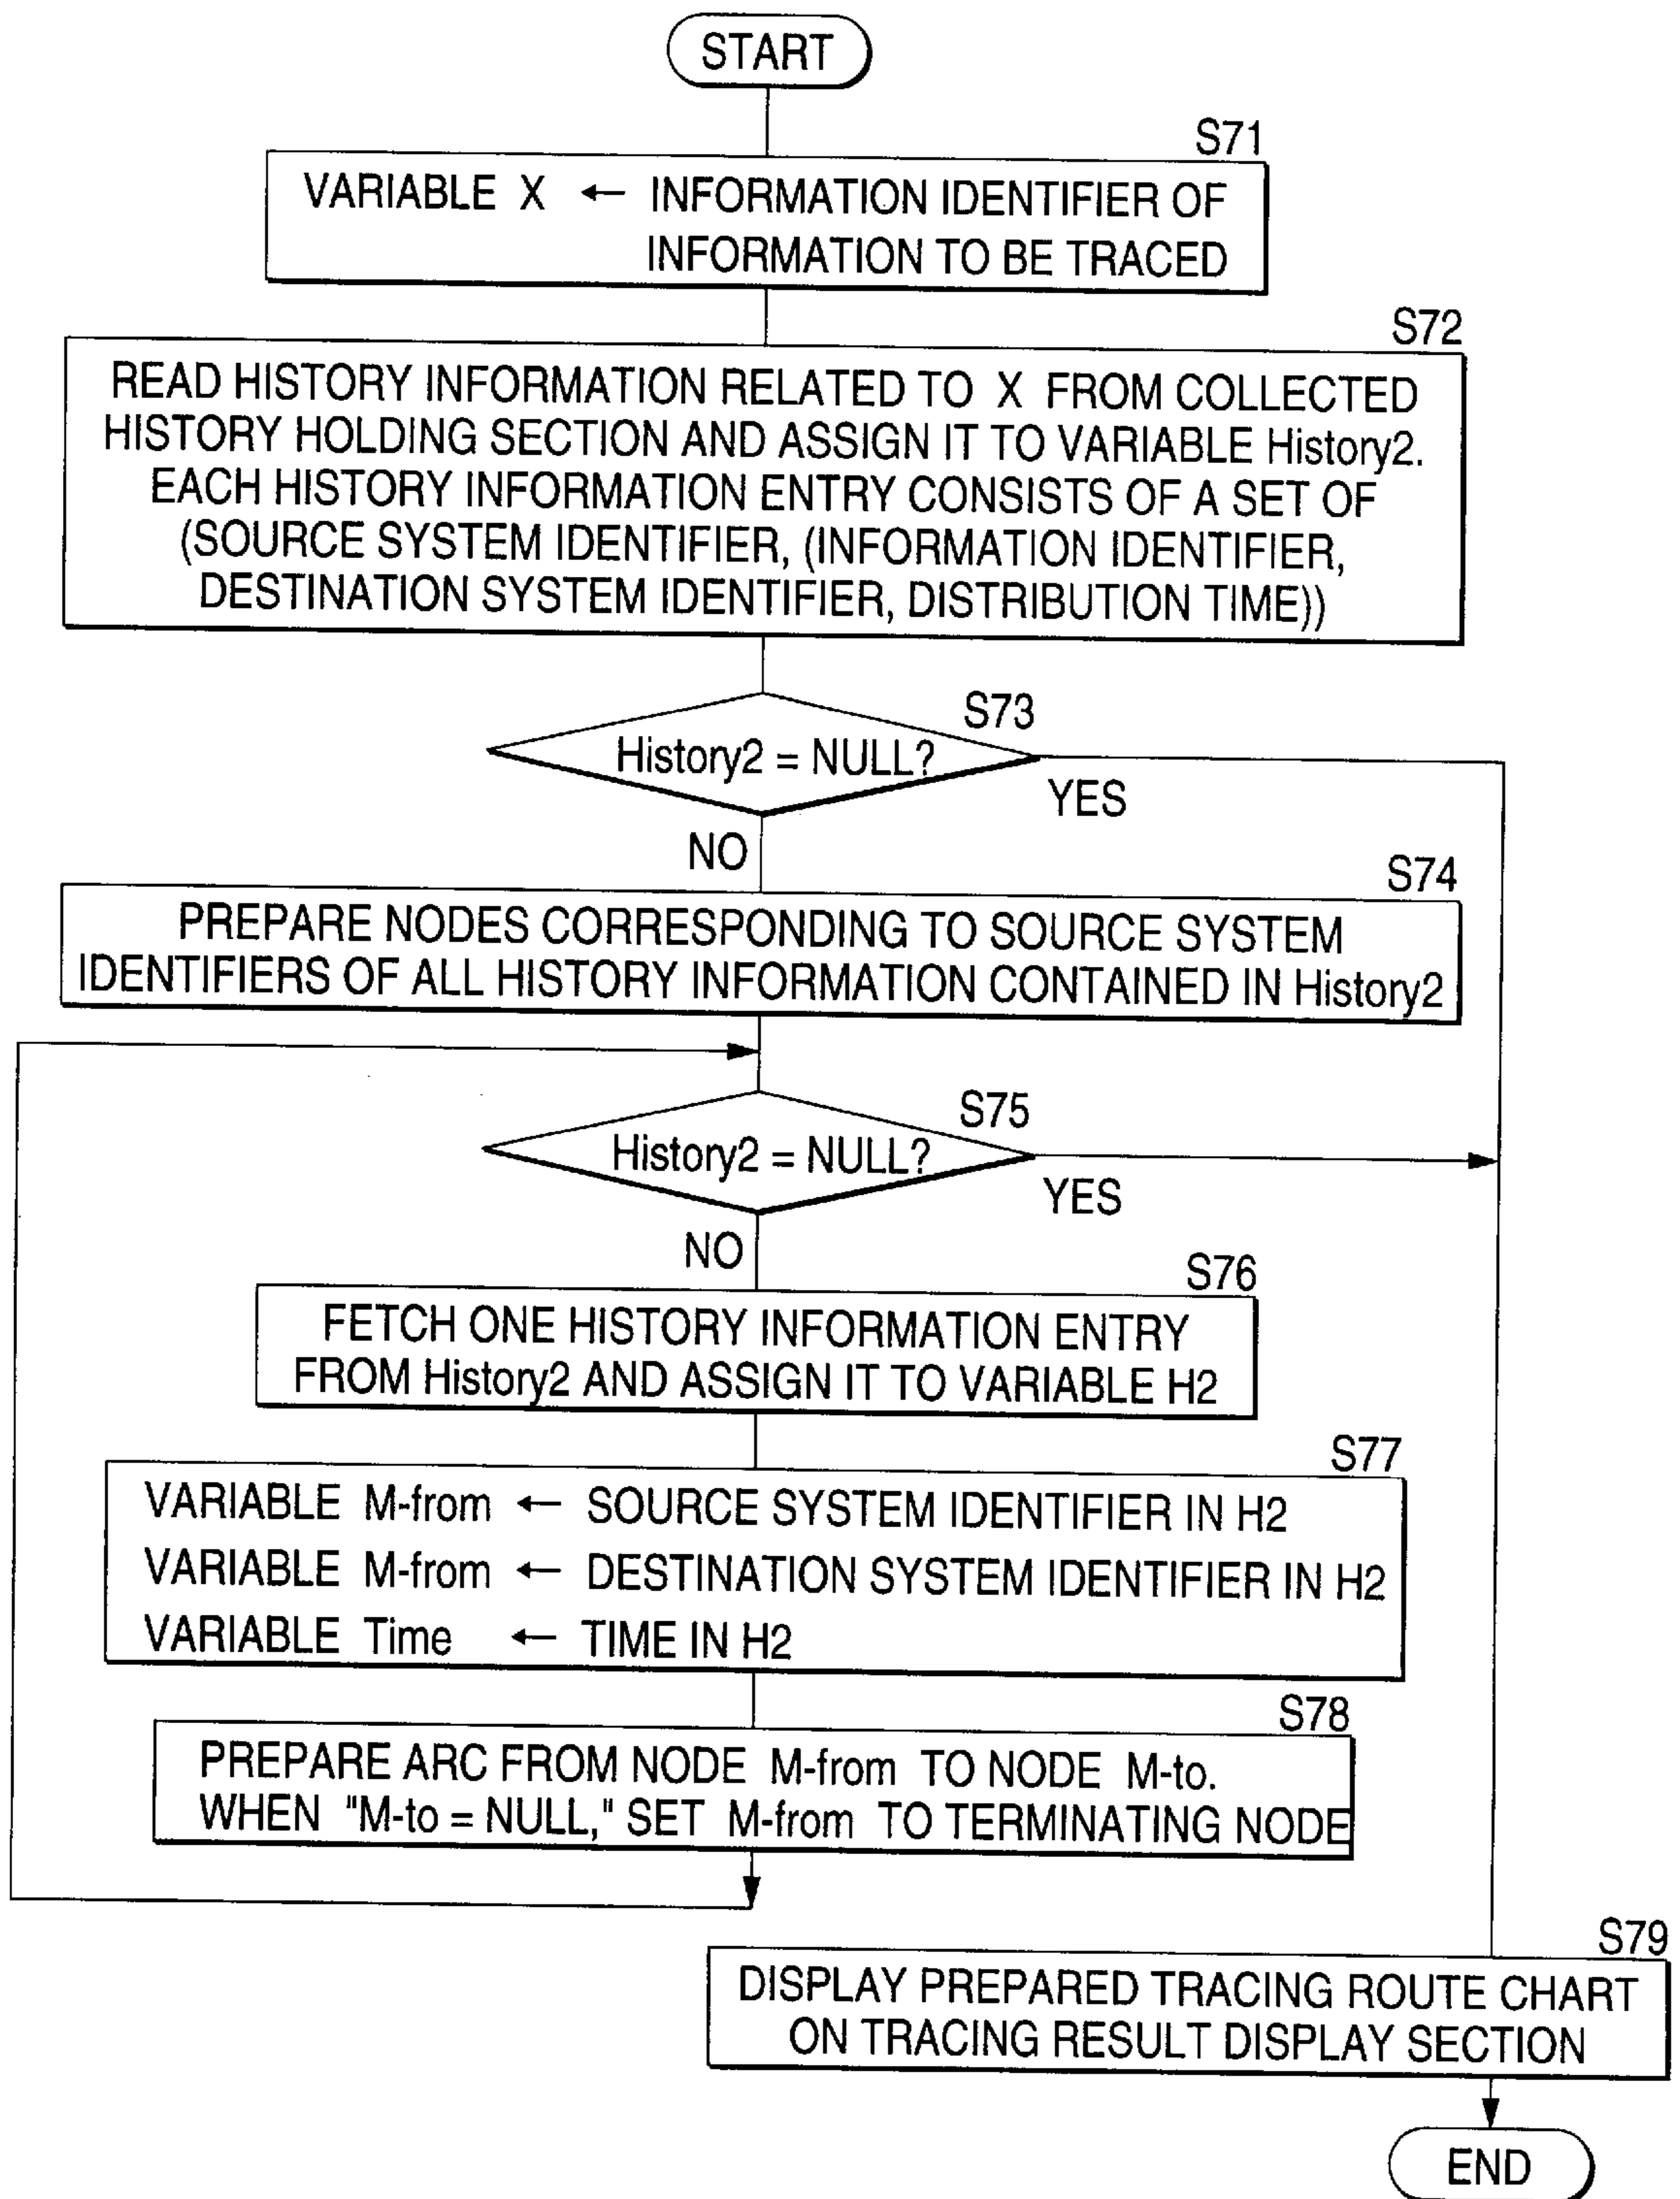 START
S71
VARIABLE X ← INFORMATION IDENTIFIER OF
INFORMATION TO BE TRACED
S72
READ HISTORY INFORMATION RELATED TO X FROM COLLECTED
HISTORY HOLDING SECTION AND ASSIGN IT TO VARIABLE History2.
EACH HISTORY INFORMATION ENTRY CONSISTS OF A SET OF
(SOURCE SYSTEM IDENTIFIER, (INFORMATION IDENTIFIER,
DESTINATION SYSTEM IDENTIFIER, DISTRIBUTION TIME))
S73
History2 = NULL?
YES
NO
S74
PREPARE NODES CORRESPONDING TO SOURCE SYSTEM
IDENTIFIERS OF ALL HISTORY INFORMATION CONTAINED IN History2
S75
History2 = NULL?
YES
NO
S76
FETCH ONE HISTORY INFORMATION ENTRY
FROM History2 AND ASSIGN IT TO VARIABLE H2
S77
VARIABLE M-from ← SOURCE SYSTEM IDENTIFIER IN H2
VARIABLE M-from ← DESTINATION SYSTEM IDENTIFIER IN H2
VARIABLE Time ← TIME IN H2
S78
PREPARE ARC FROM NODE M-from TO NODE M-to.
WHEN "M-to = NULL," SET M-from TO TERMINATING NODE
S79
DISPLAY PREPARED TRACING ROUTE CHART
ON TRACING RESULT DISPLAY SECTION
END